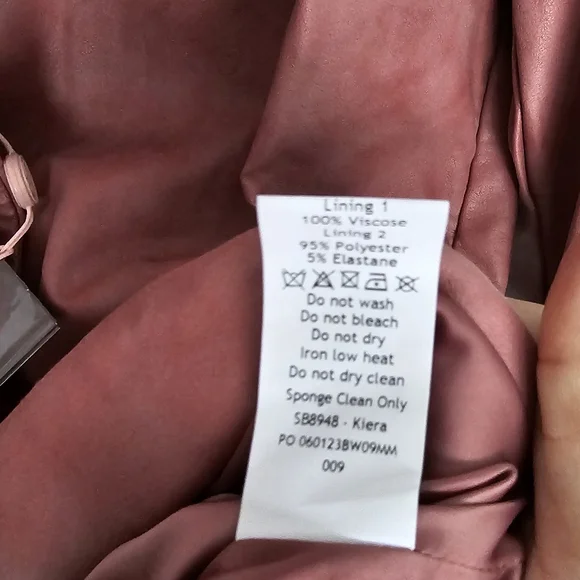 Lining 1
100% Viscose
Lining 2
95% Polyester
5% Elastane
Do not wash
Do not bleach
Do not dry
Iron low heat
Do not dry clean
Sponge Clean Only
SB8948 - Kiera
PO 060123BW09MM
009